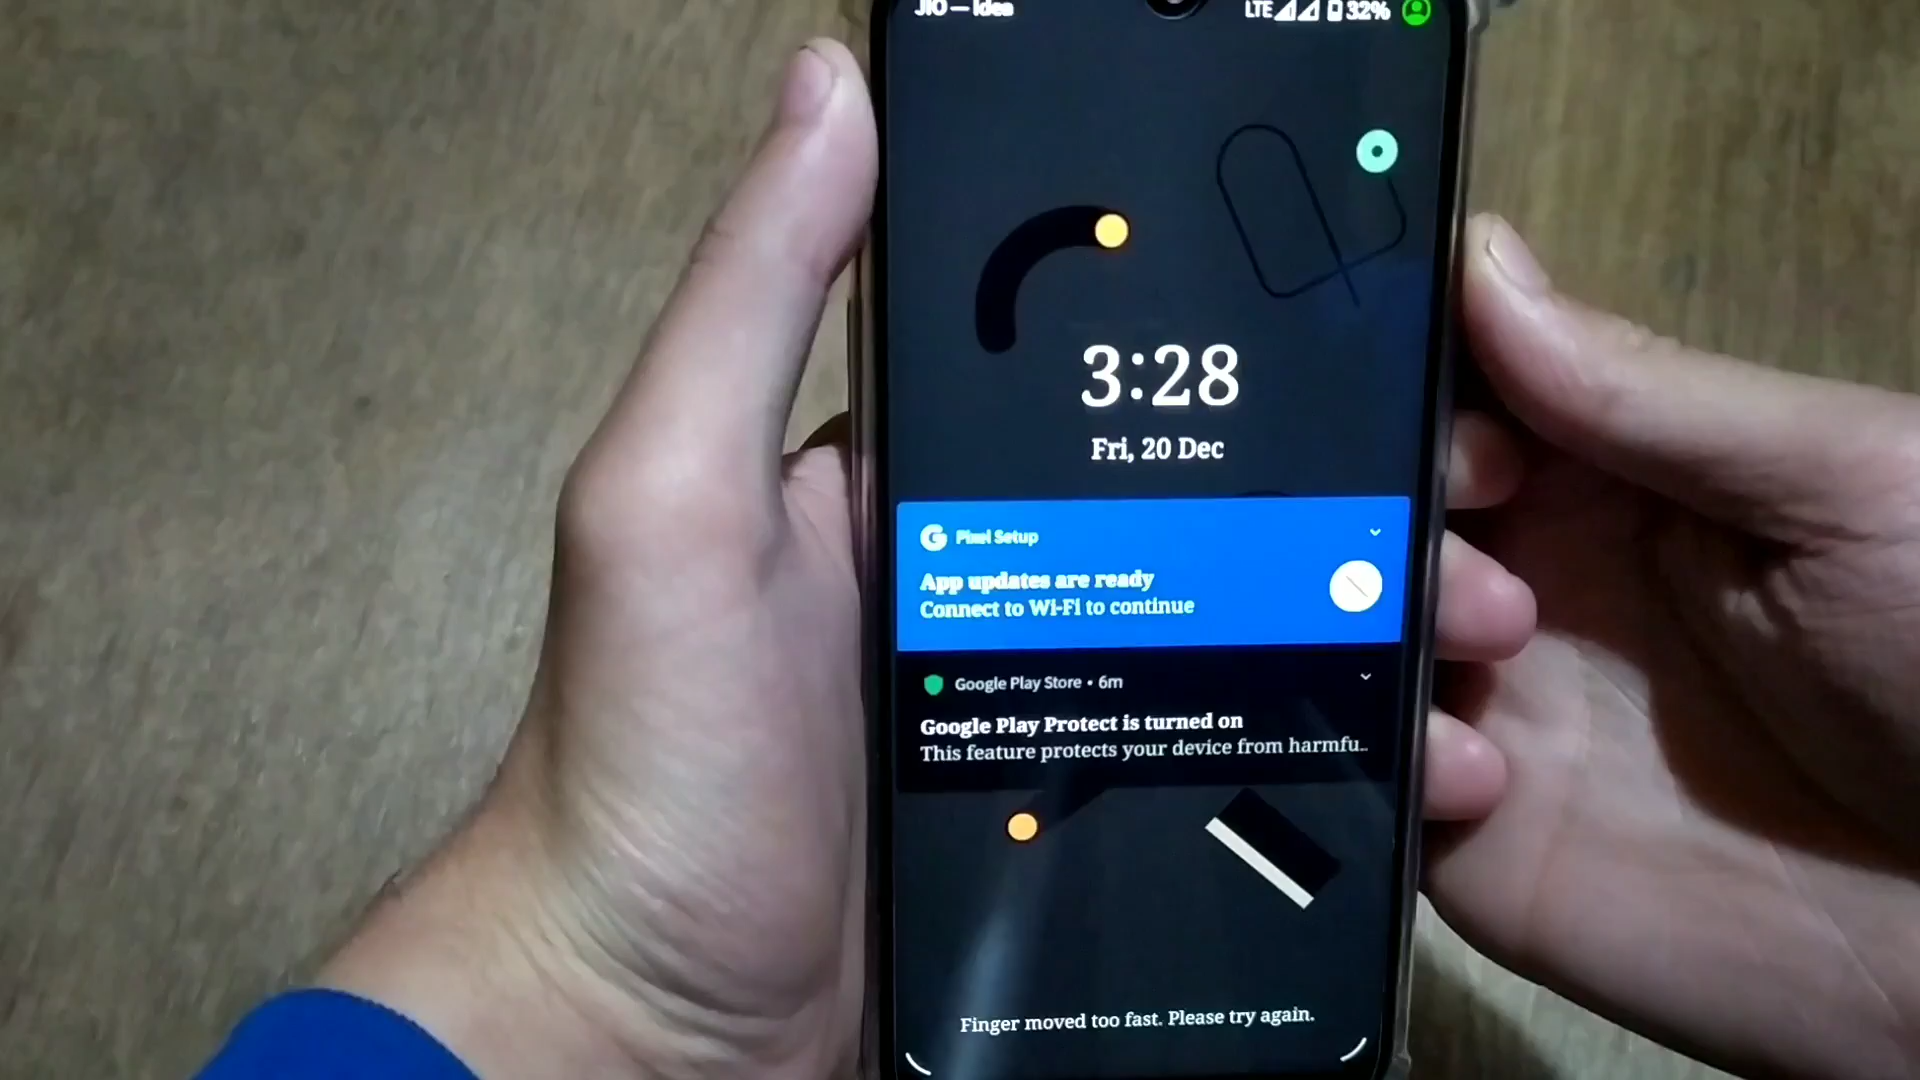 JIO — Idea
LTE 32%
3:28
Fri, 20 Dec
Pixel Setup
App updates are ready
Connect to Wi-Fi to continue
Google Play Store • 6m
Google Play Protect is turned on
This feature protects your device from harmfu..
Finger moved too fast. Please try again.